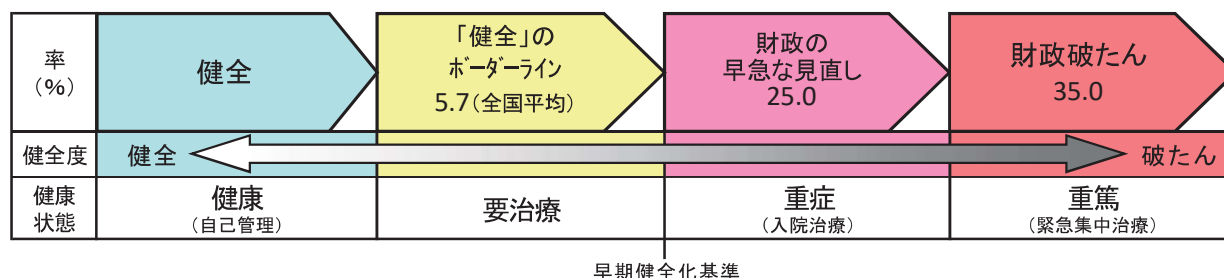 率
(%)
健全
「健全」の
ボーダーライン
5.7(全国平均)
財政の
早急な見直し
25.0
財政破たん
35.0
健全度
健全
破たん
健康
状態
健康
(自己管理)
要治療
重症
(入院治療)
重篤
(緊急集中治療)
早期健全化基準